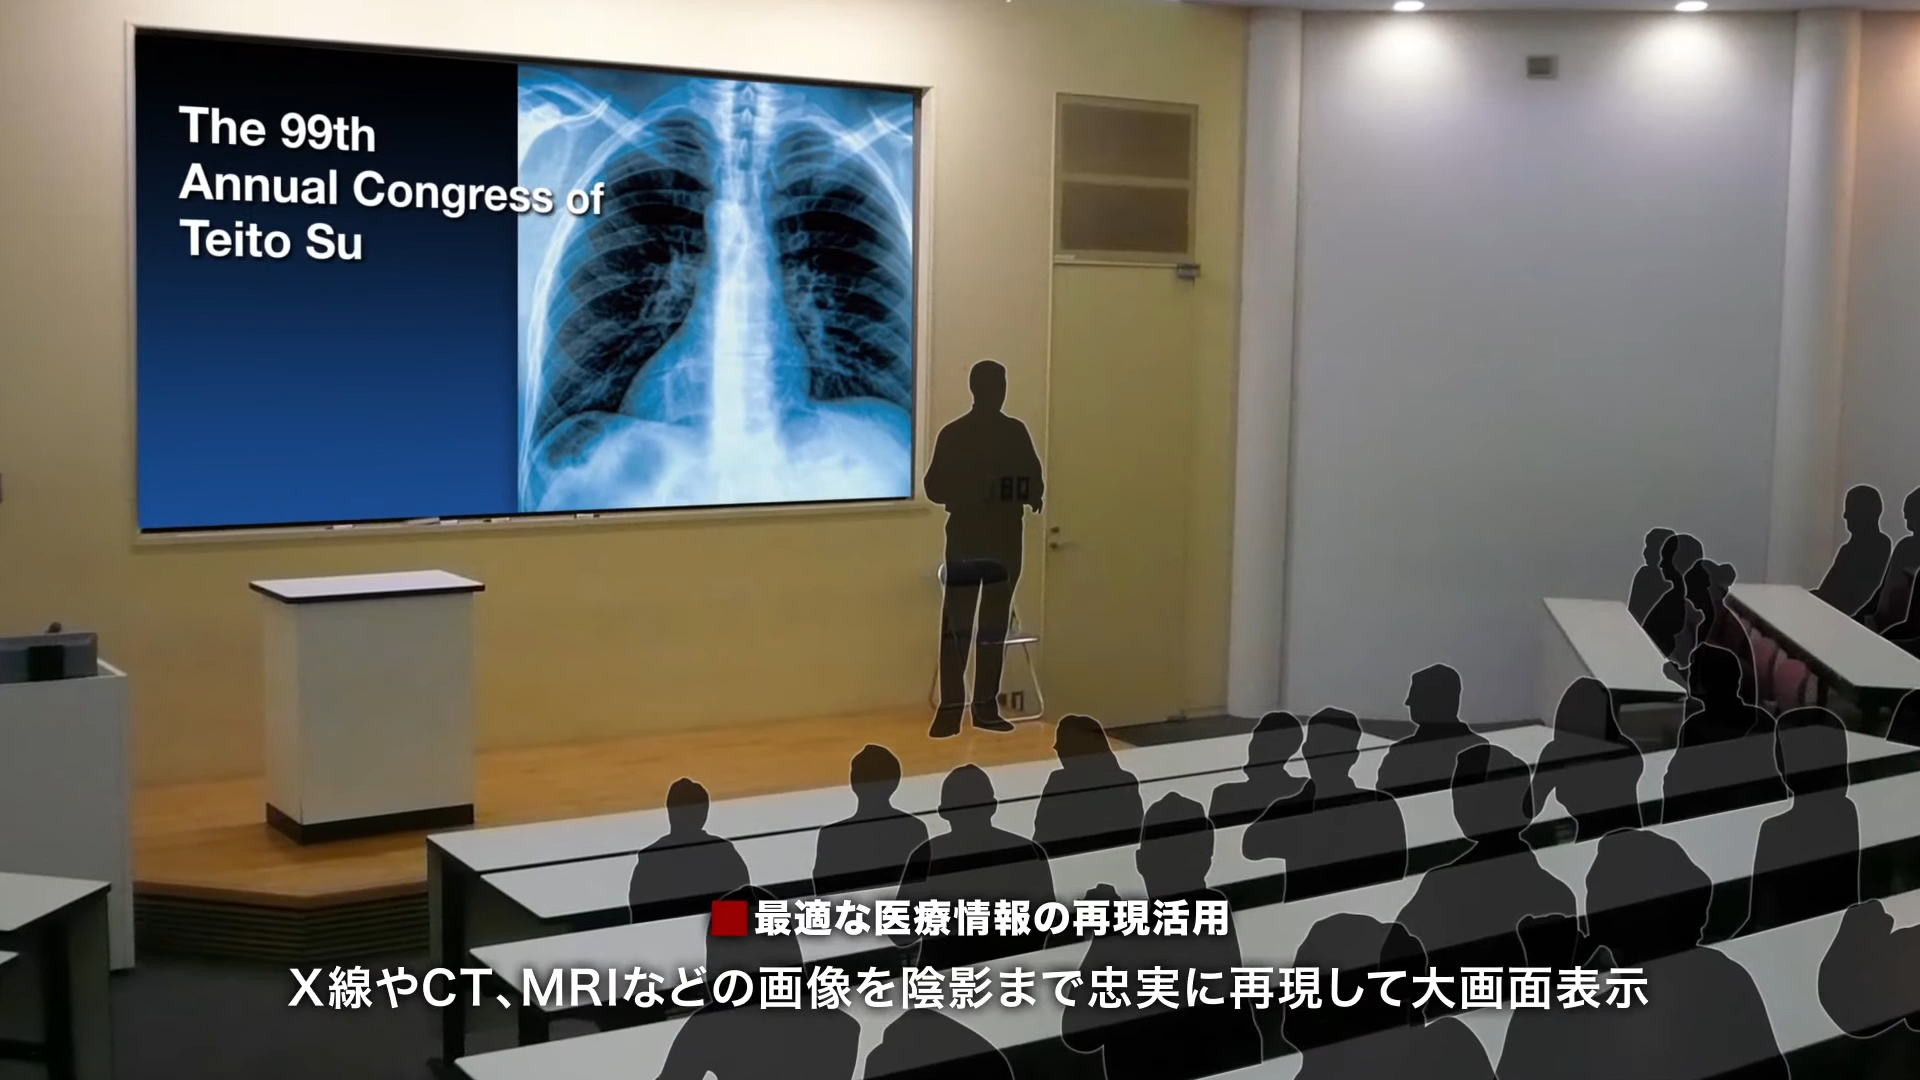 The 99th
Annual Congress of
Teito Su
■最適な医療情報の再現活用
X線やCT、MRIなどの画像を陰影まで忠実に再現して大画面表示